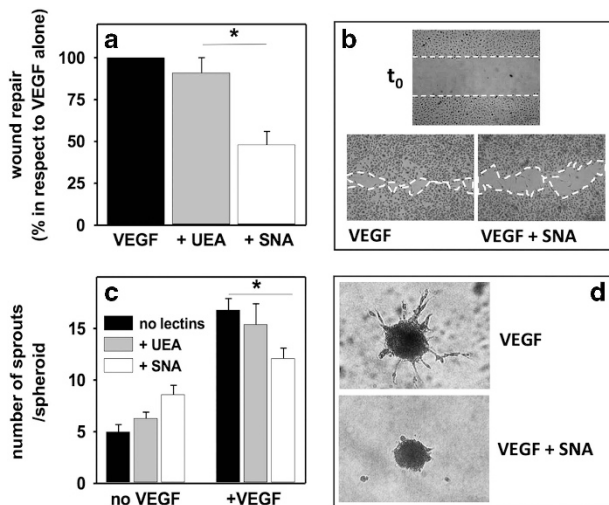 a
*
wound repair
(% in respect to VEGF alone)
100
75
50
25
0
VEGF + UEA + SNA
b
t0
VEGF
VEGF + SNA
c
*
no lectins
+ UEA
+ SNA
number of sprots
/spheroid
15
10
5
0
no VEGF +VEGF
d
VEGF
VEGF + SNA